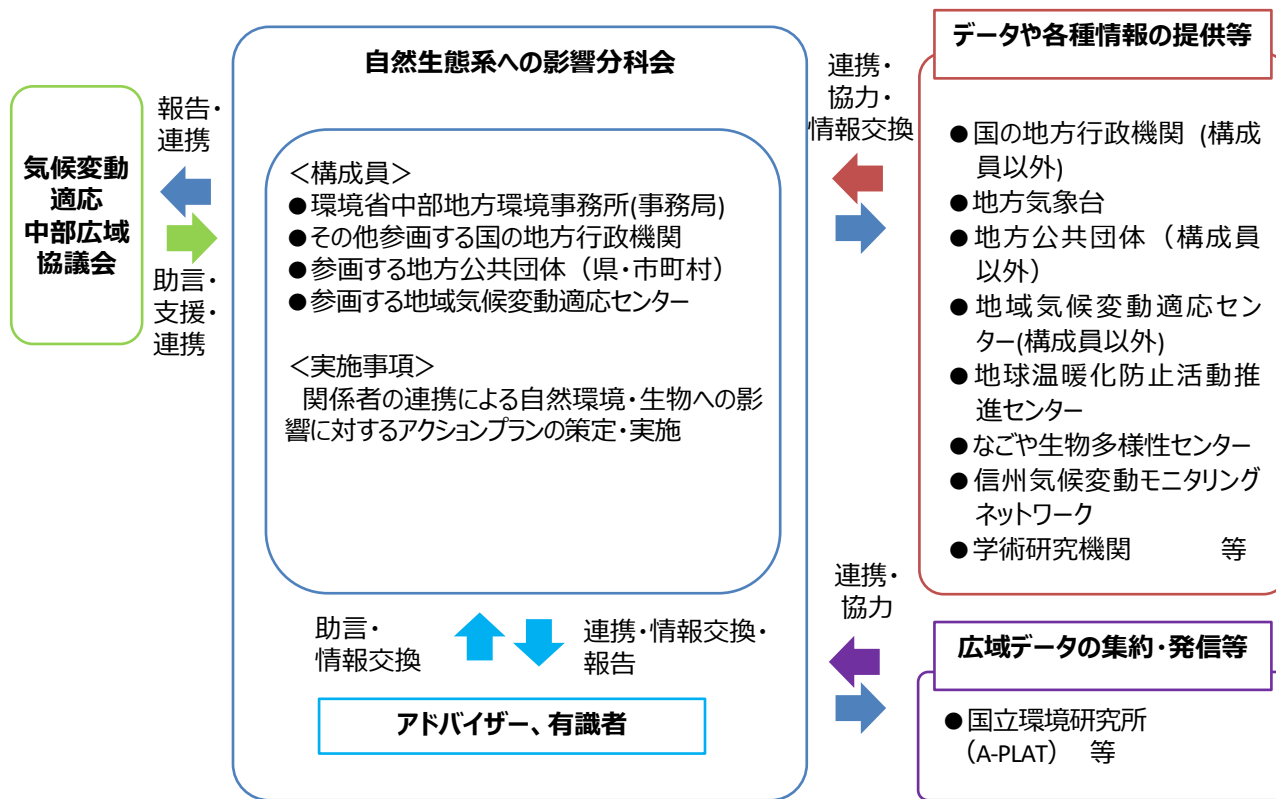 気候変動
適応
中部広域
協議会
報告・
連携
助言・
支援・
連携
自然生態系への影響分科会
＜構成員＞
●環境省中部地方環境事務所(事務局)
●その他参画する国の地方行政機関
●参画する地方公共団体（県・市町村）
●参画する地域気候変動適応センター
＜実施事項＞
関係者の連携による自然環境・生物への影
響に対するアクションプランの策定・実施
助言・
情報交換
連携・情報交換・
報告
アドバイザー、有識者
連携・
協力・
情報交換
データや各種情報の提供等
●国の地方行政機関 (構成
員以外)
●地方気象台
●地方公共団体（構成員
以外）
●地域気候変動適応セン
ター(構成員以外)
●地球温暖化防止活動推
進センター
●なごや生物多様性センター
●信州気候変動モニタリング
ネットワーク
●学術研究機関　　　等
連携・
協力
広域データの集約・発信等
●国立環境研究所
（A-PLAT）　等